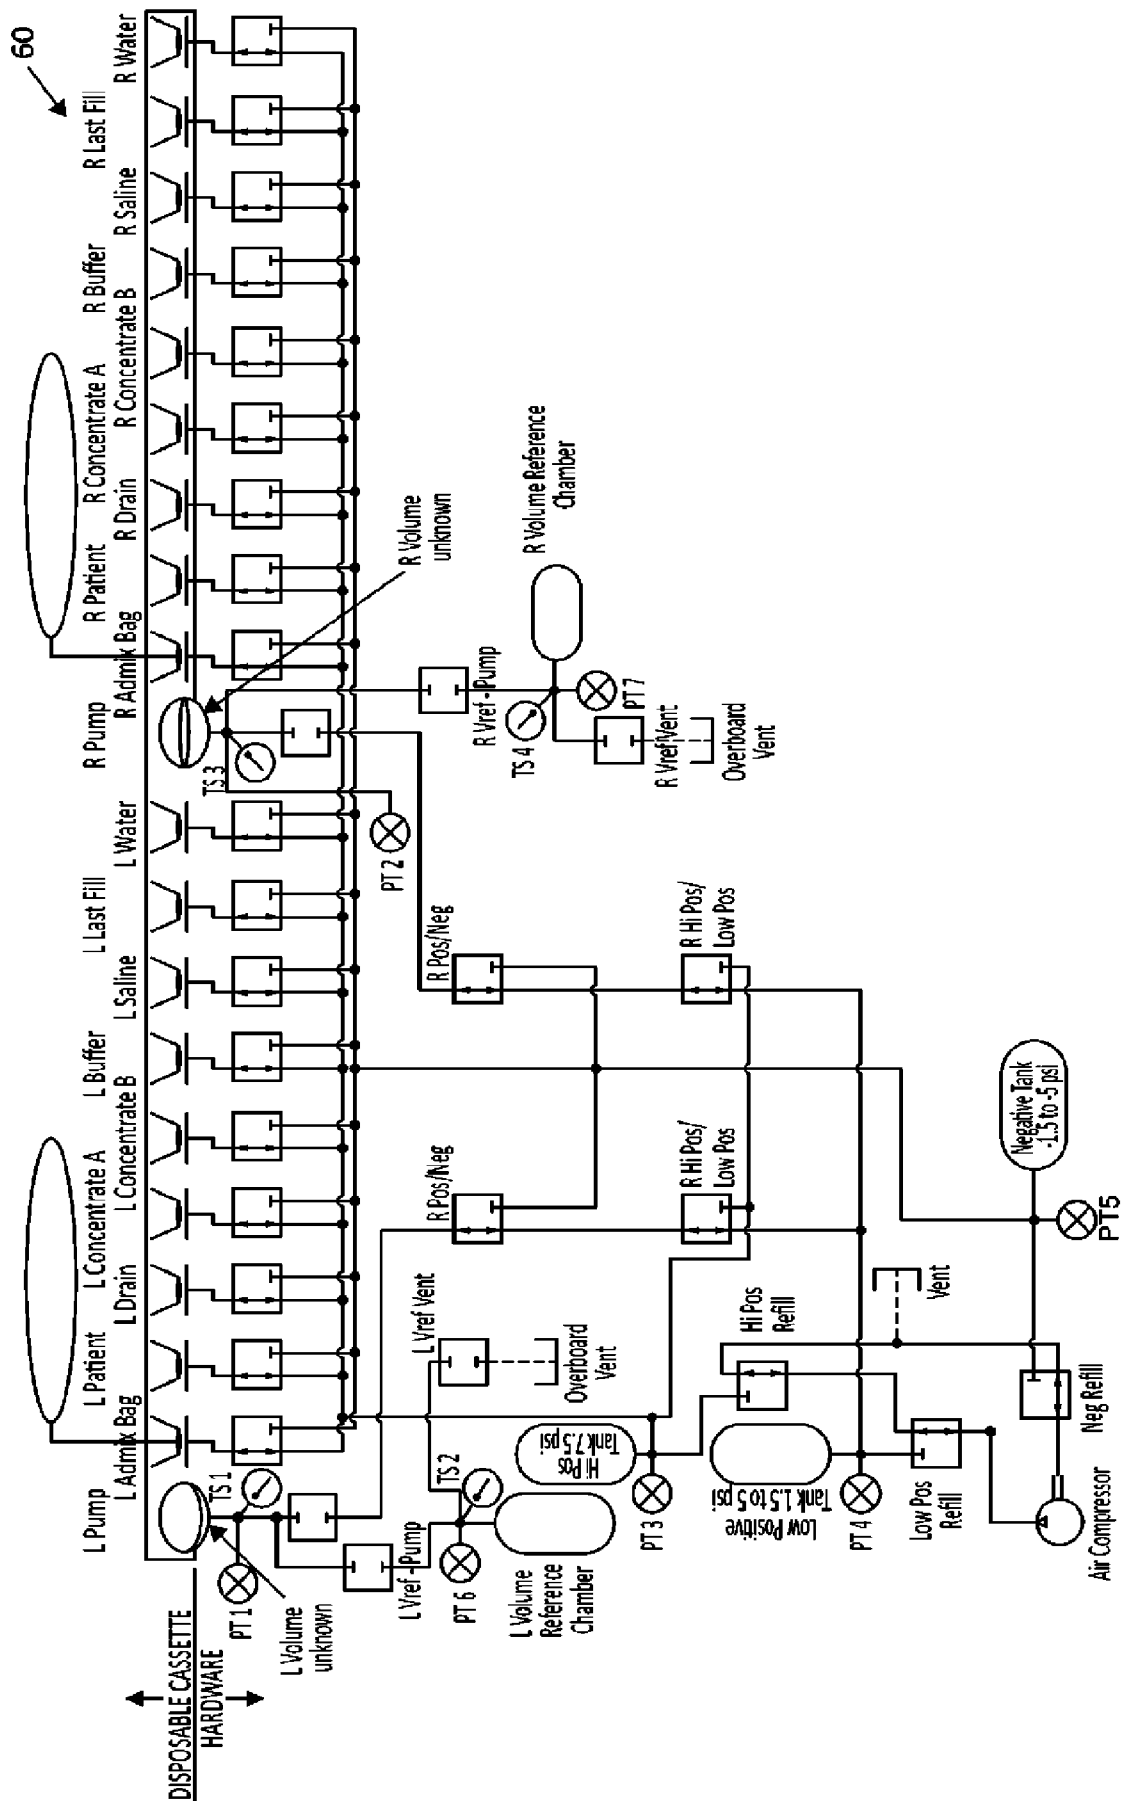 60
L Pump
L Admix Bag
L Patient
L Drain
L Concentrate A
L Concentrate B
L Buffer
L Saline
L Last Fill
L Water
R Pump
R Admix Bag
R Patient
R Drain
R Concentrate A
R Concentrate B
R Buffer
R Saline
R Last Fill
R Water
DISPOSABLE CASSETTE
HARDWARE
PT 1
TS 1
L Volume
unknown
TS 3
PT 2
R Volume
unknown
L Vref - Pump
L Vref Vent
Overboard
Vent
PT 6
TS 2
L Volume
Reference
Chamber
R Pos/Neg
R Pos/Neg
R Vref - Pump
TS 4
PT 7
R Vref Vent
Overboard
Vent
R Volume Reference
Chamber
Hi Pos
Tank 7.5 psi
PT 3
R Hi Pos/
Low Pos
R Hi Pos/
Low Pos
Low Positive
Tank 1.5 to 5 psi
PT 4
Hi Pos
Refill
Low Pos
Refill
Vent
Negative Tank
-1.5 to -5 psi
PT5
Neg Refill
Air Compressor